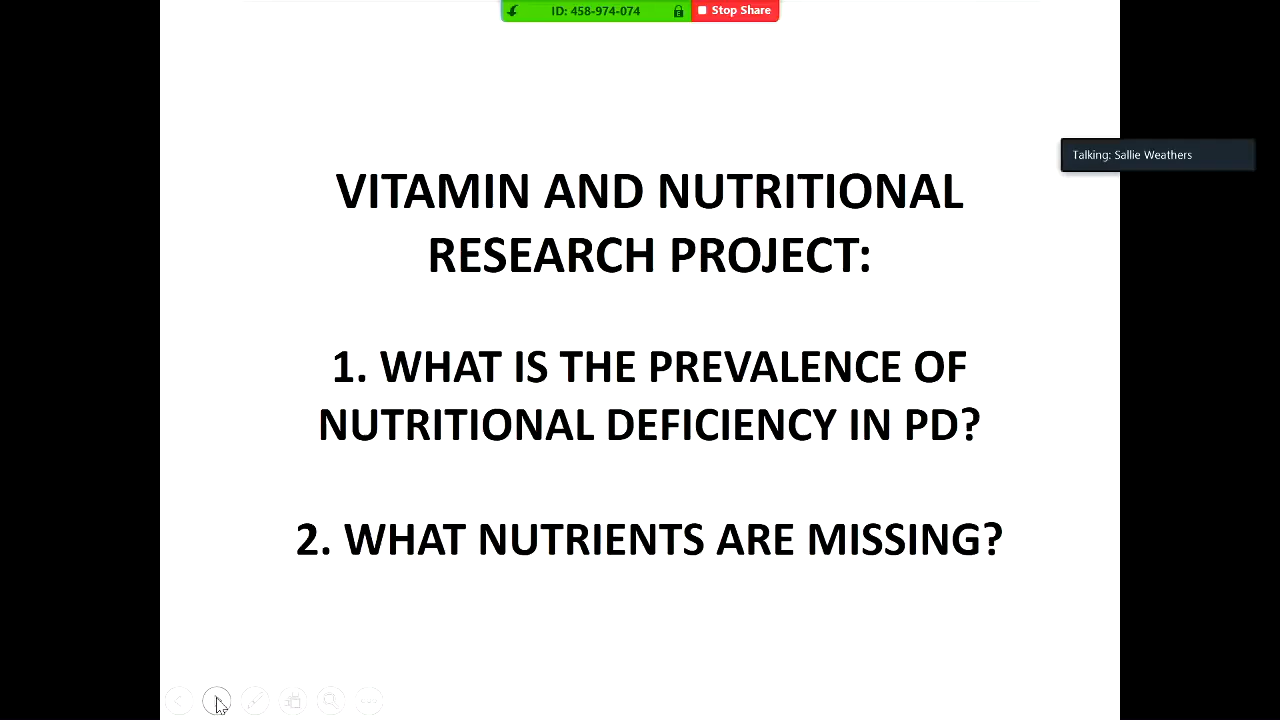 ID: 458-974-074 Stop Share
Talking: Sallie Weathers
VITAMIN AND NUTRITIONAL
RESEARCH PROJECT:
1. WHAT IS THE PREVALENCE OF
NUTRITIONAL DEFICIENCY IN PD?
2. WHAT NUTRIENTS ARE MISSING?